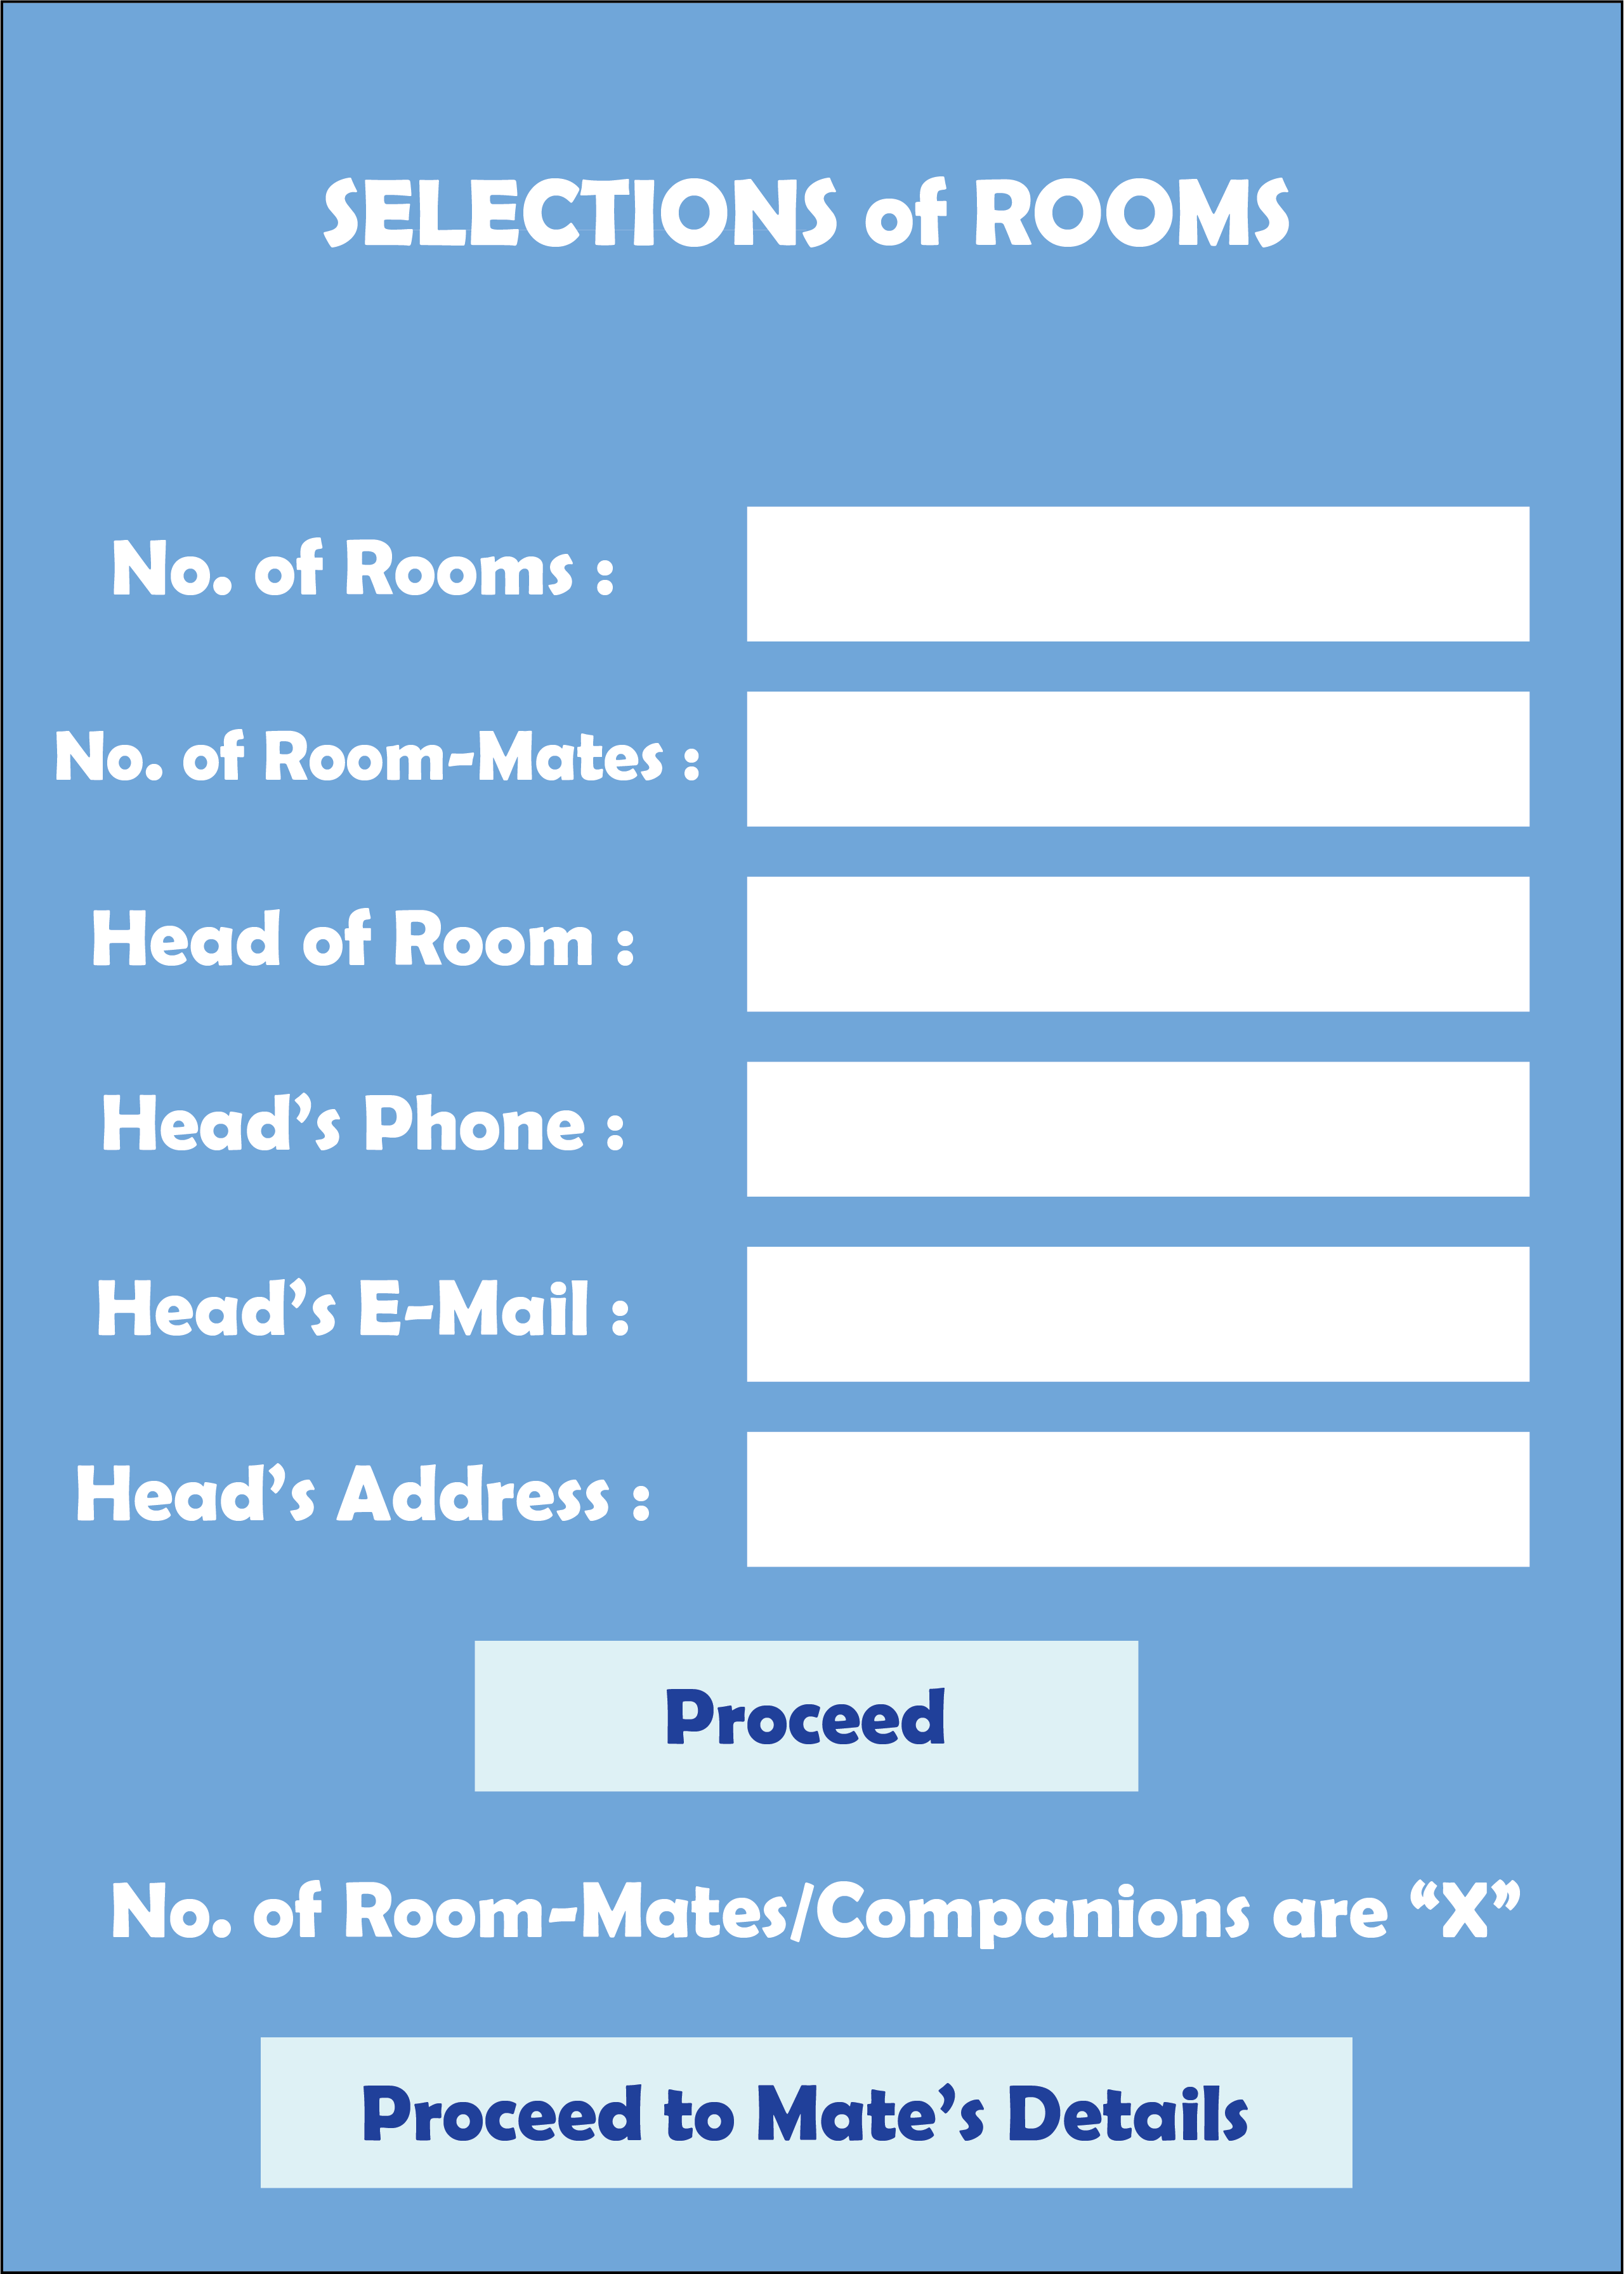 SELECTIONS of ROOMS
No. of Rooms :
No. of Room-Mates :
Head of Room :
Head’s Phone :
Head’s E-Mail :
Head’s Address :
Proceed
No. of Room-Mates/Companions are “X”
Proceed to Mate’s Details